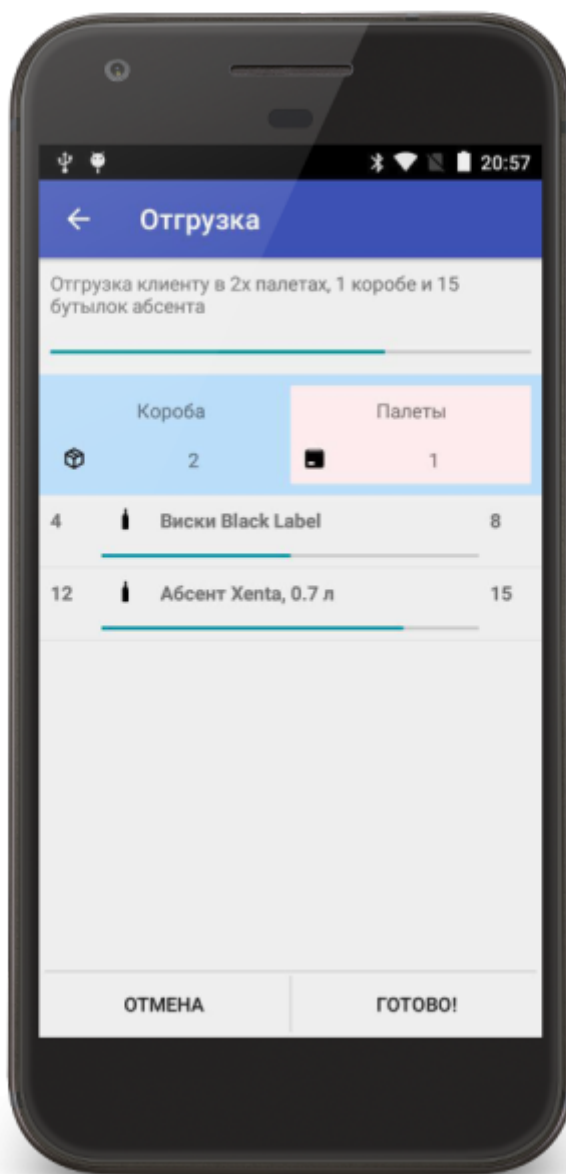 20:57
Отгрузка
Отгрузка клиенту в 2х палетах, 1 коробе и 15
бутылок абсента
Короба Палеты
2 1
4 Виски Black Label 8
12 Абсент Xenta, 0.7 л 15
ОТМЕНА ГОТОВО!